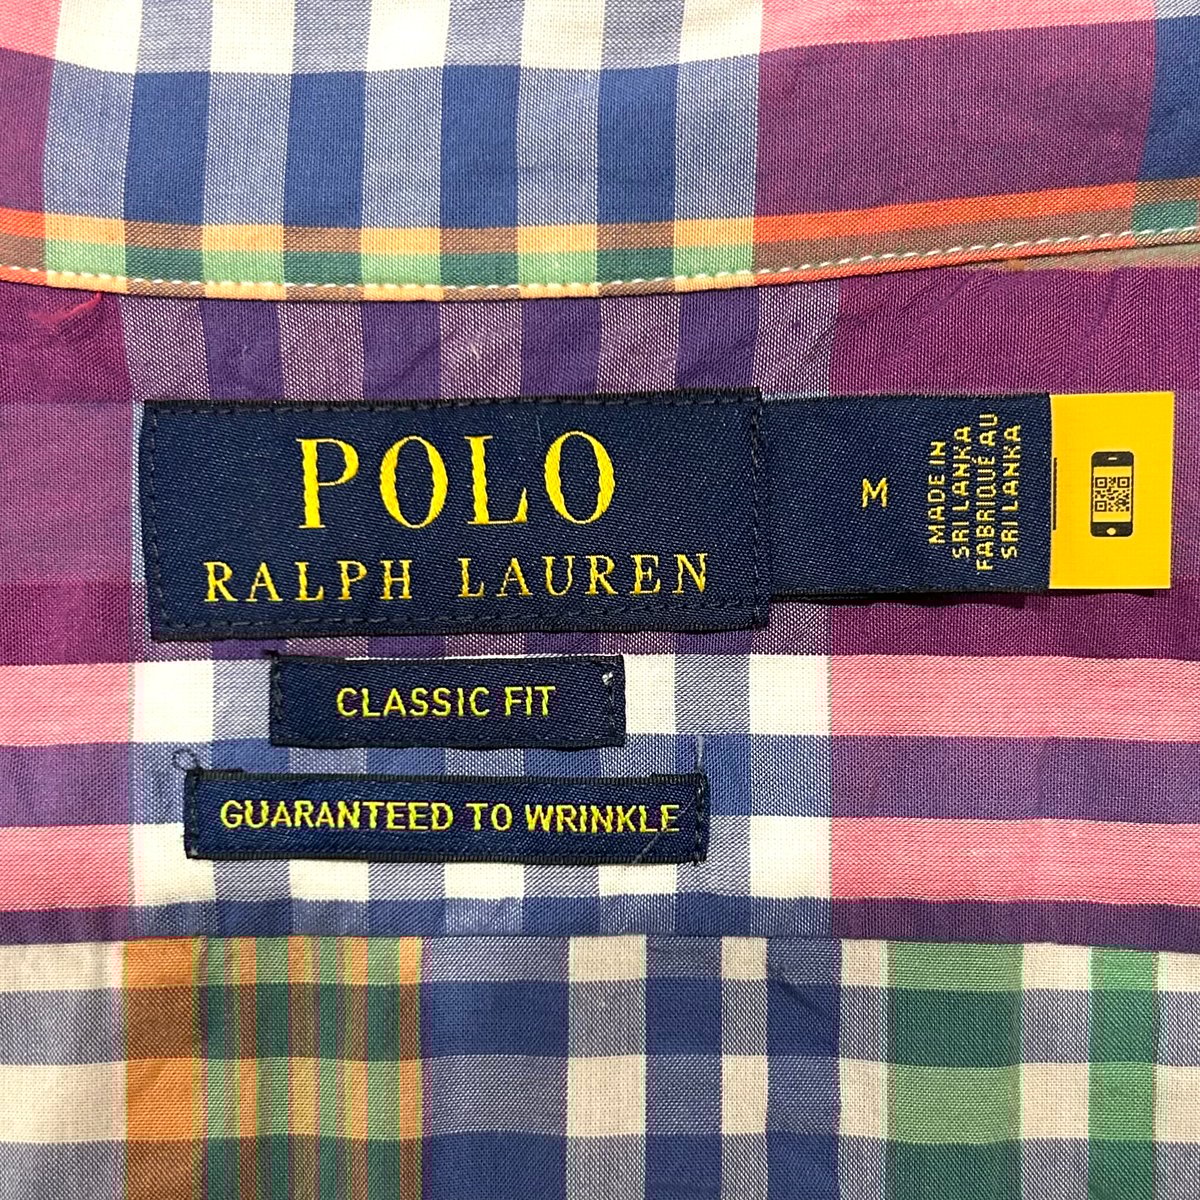 POLO
RALPH LAUREN
M
MADE IN
SRI LANKA
FABRIQUÉ AU
SRI LANKA
CLASSIC FIT
GUARANTEED TO WRINKLE